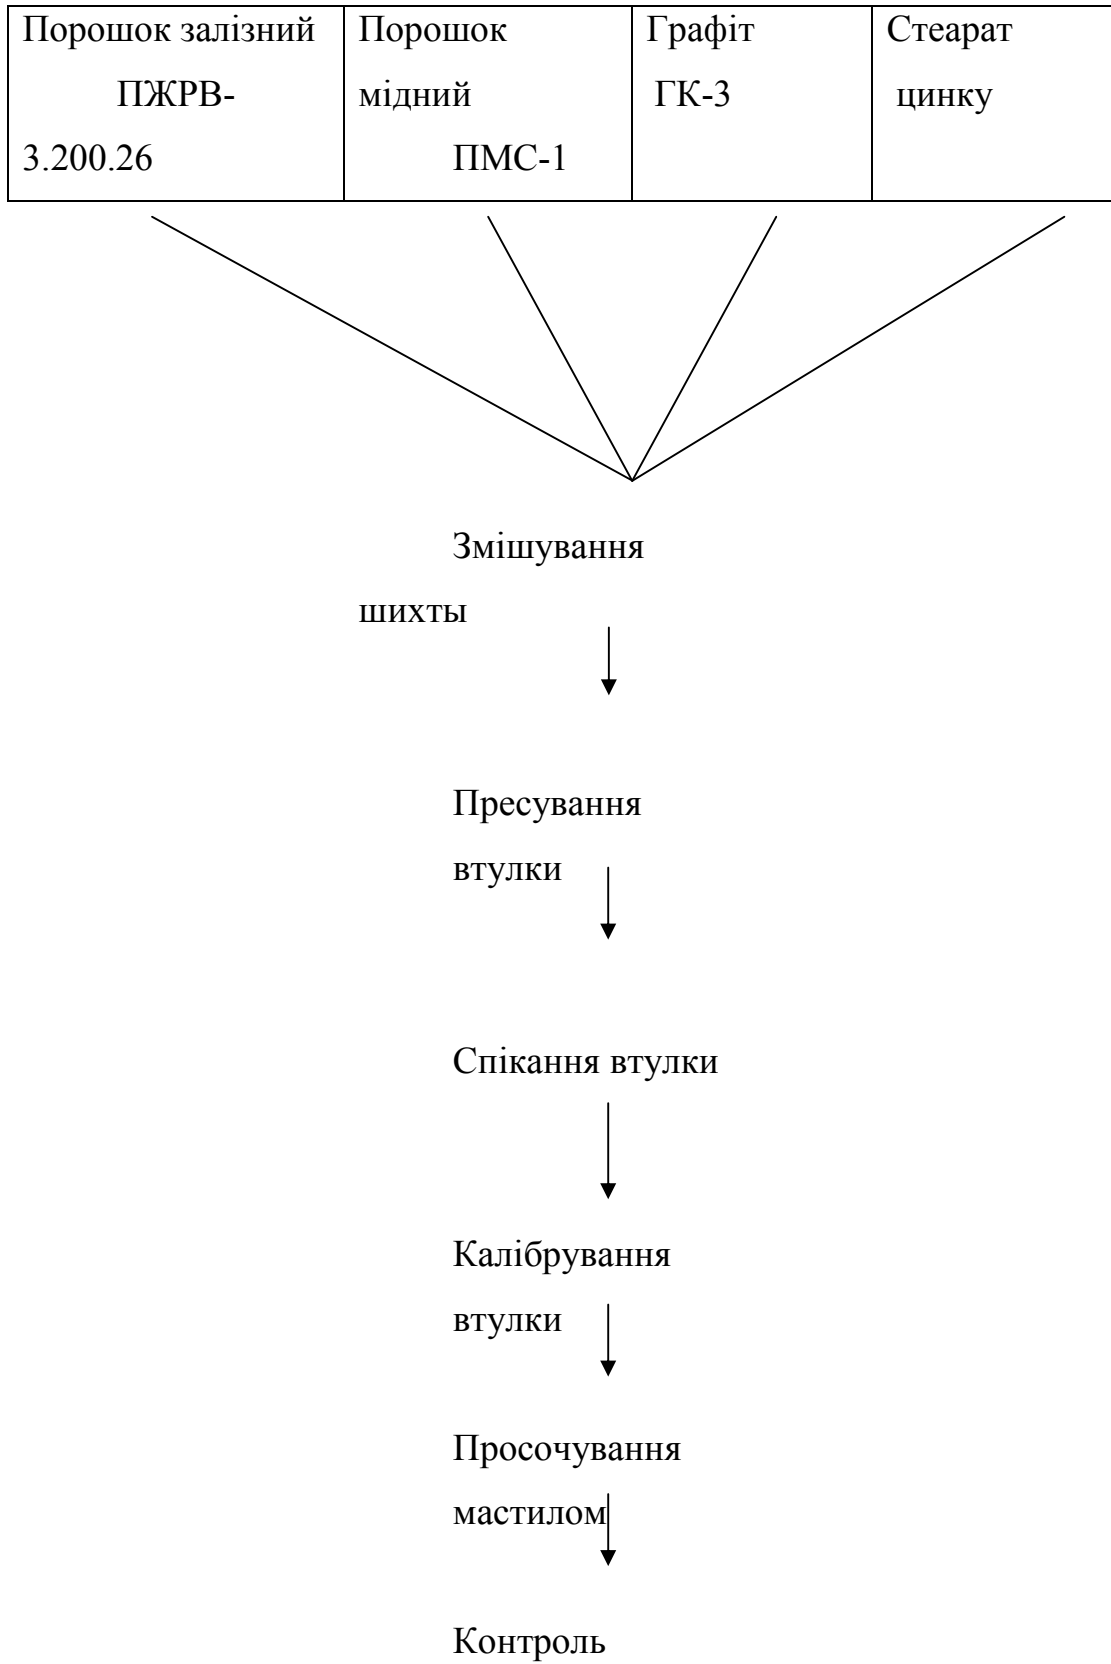 Порошок залізний
ПЖРВ-
3.200.26
Порошок
мідний
ПМС-1
Графіт
ГК-3
Стеарат
цинку
Змішування
шихты
Пресування
втулки
Спікання втулки
Калібрування
втулки
Просочування
мастилом
Контроль